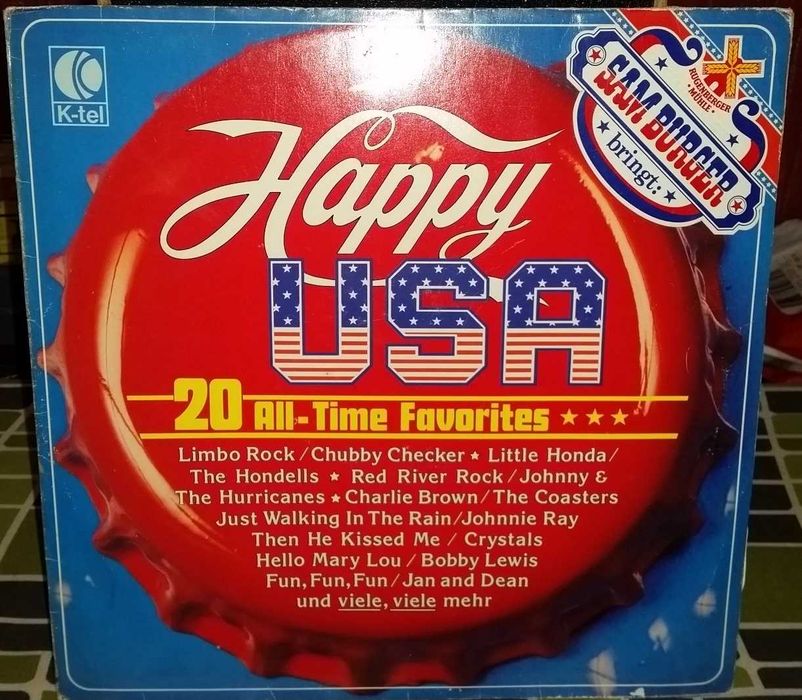 K-tel
RUGENBERGER
MÜHLE
SAM BURGER
bringt:
Happy
USA
20 All-Time Favorites ★ ★ ★
Limbo Rock / Chubby Checker ★ Little Honda /
The Hondells ★ Red River Rock / Johnny &
The Hurricanes ★ Charlie Brown / The Coasters
Just Walking In The Rain / Johnnie Ray
Then He Kissed Me / Crystals
Hello Mary Lou / Bobby Lewis
Fun, Fun, Fun / Jan and Dean
und viele, viele mehr